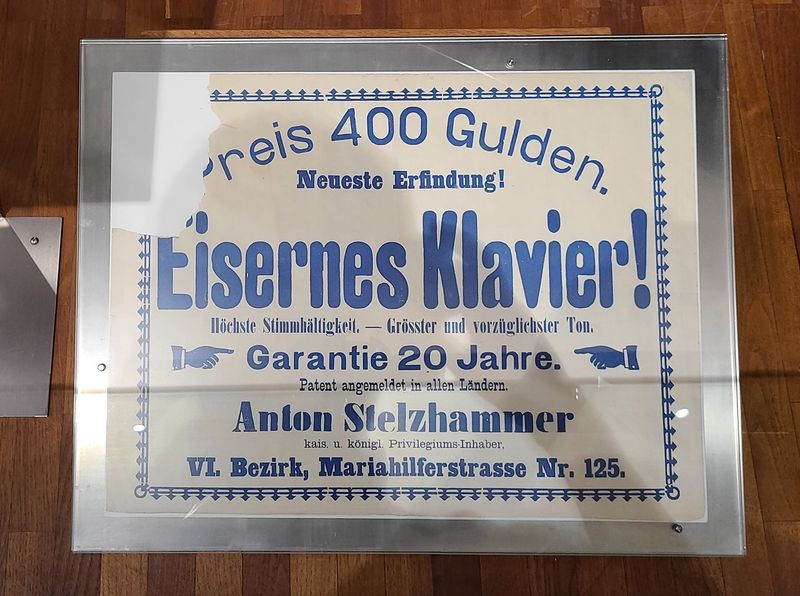 Preis 400 Gulden.
Neueste Erfindung!
Eisernes Klavier!
Höchste Stimmhältigkeit. — Grösster und vorzüglichster Ton.
Garantie 20 Jahre.
Patent angemeldet in allen Ländern.
Anton Stelzhammer
kais. u. königl. Privilegiums-Inhaber,
VI. Bezirk, Mariahilferstrasse Nr. 125.